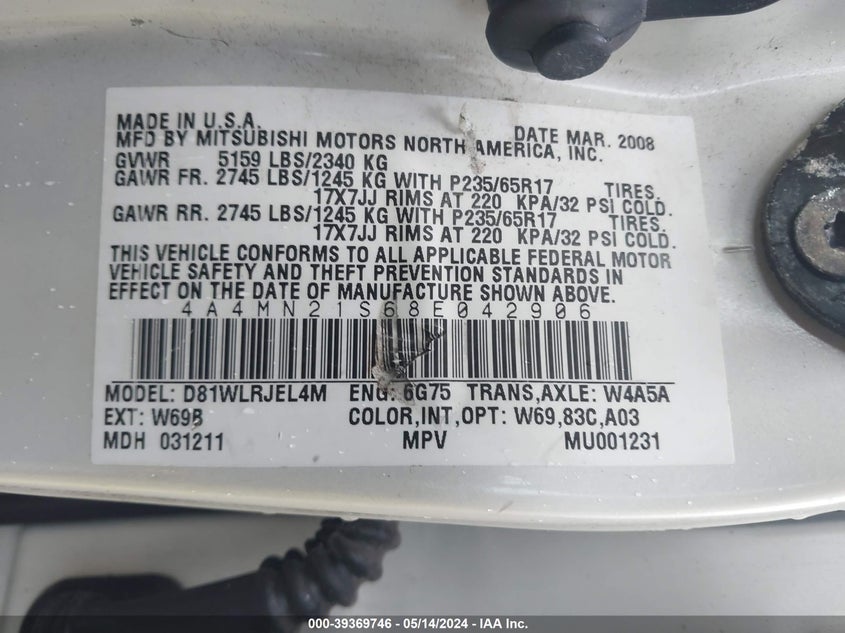 MADE IN U.S.A. DATE MAR. 2008
MFD BY MITSUBISHI MOTORS NORTH AMERICA, INC.
GVWR 5159 LBS/2340 KG
GAWR FR. 2745 LBS/1245 KG WITH P235/65R17 TIRES.
17X7JJ RIMS AT 220 KPA/32 PSI COLD.
GAWR RR. 2745 LBS/1245 KG WITH P235/65R17 TIRES.
17X7JJ RIMS AT 220 KPA/32 PSI COLD.
THIS VEHICLE CONFORMS TO ALL APPLICABLE FEDERAL MOTOR
VEHICLE SAFETY AND THEFT PREVENTION STANDARDS IN
EFFECT ON THE DATE OF MANUFACTURE SHOWN ABOVE.
4A4MN21S68E042906
MODEL: D81WLRJEL4M ENG: 6G75 TRANS,AXLE: W4A5A
EXT: W69B COLOR,INT,OPT: W69,83C,A03
MDH 031211 MPV MU001231
000-39369746 - 05/14/2024 - IAA Inc.